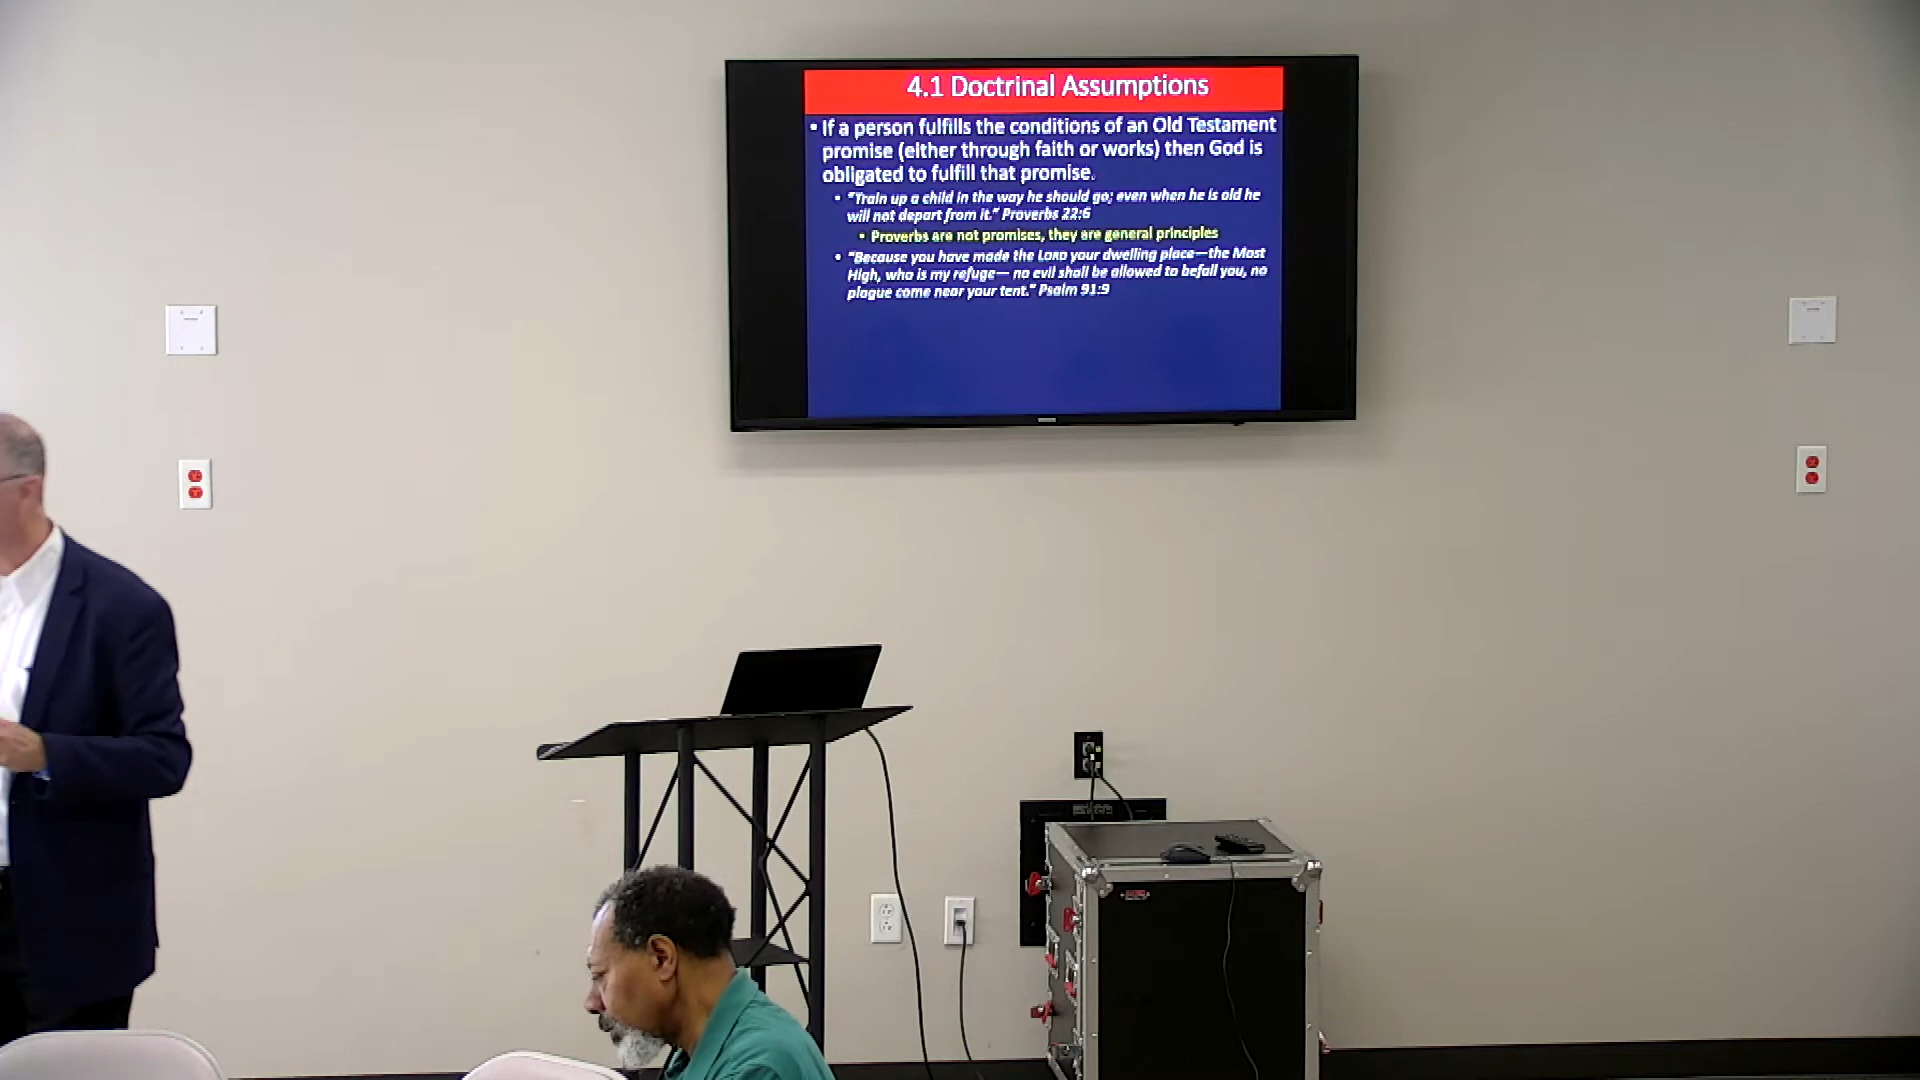 4.1 Doctrinal Assumptions
• If a person fulfills the conditions of an Old Testament
promise (either through faith or works) then God is
obligated to fulfill that promise.
• "Train up a child in the way he should go; even when he is old he
will not depart from it." Proverbs 22:6
• Proverbs are not promises, they are general principles
• "Because you have made the LORD your dwelling place—the Most
High, who is my refuge— no evil shall be allowed to befall you, no
plague come near your tent." Psalm 91:9